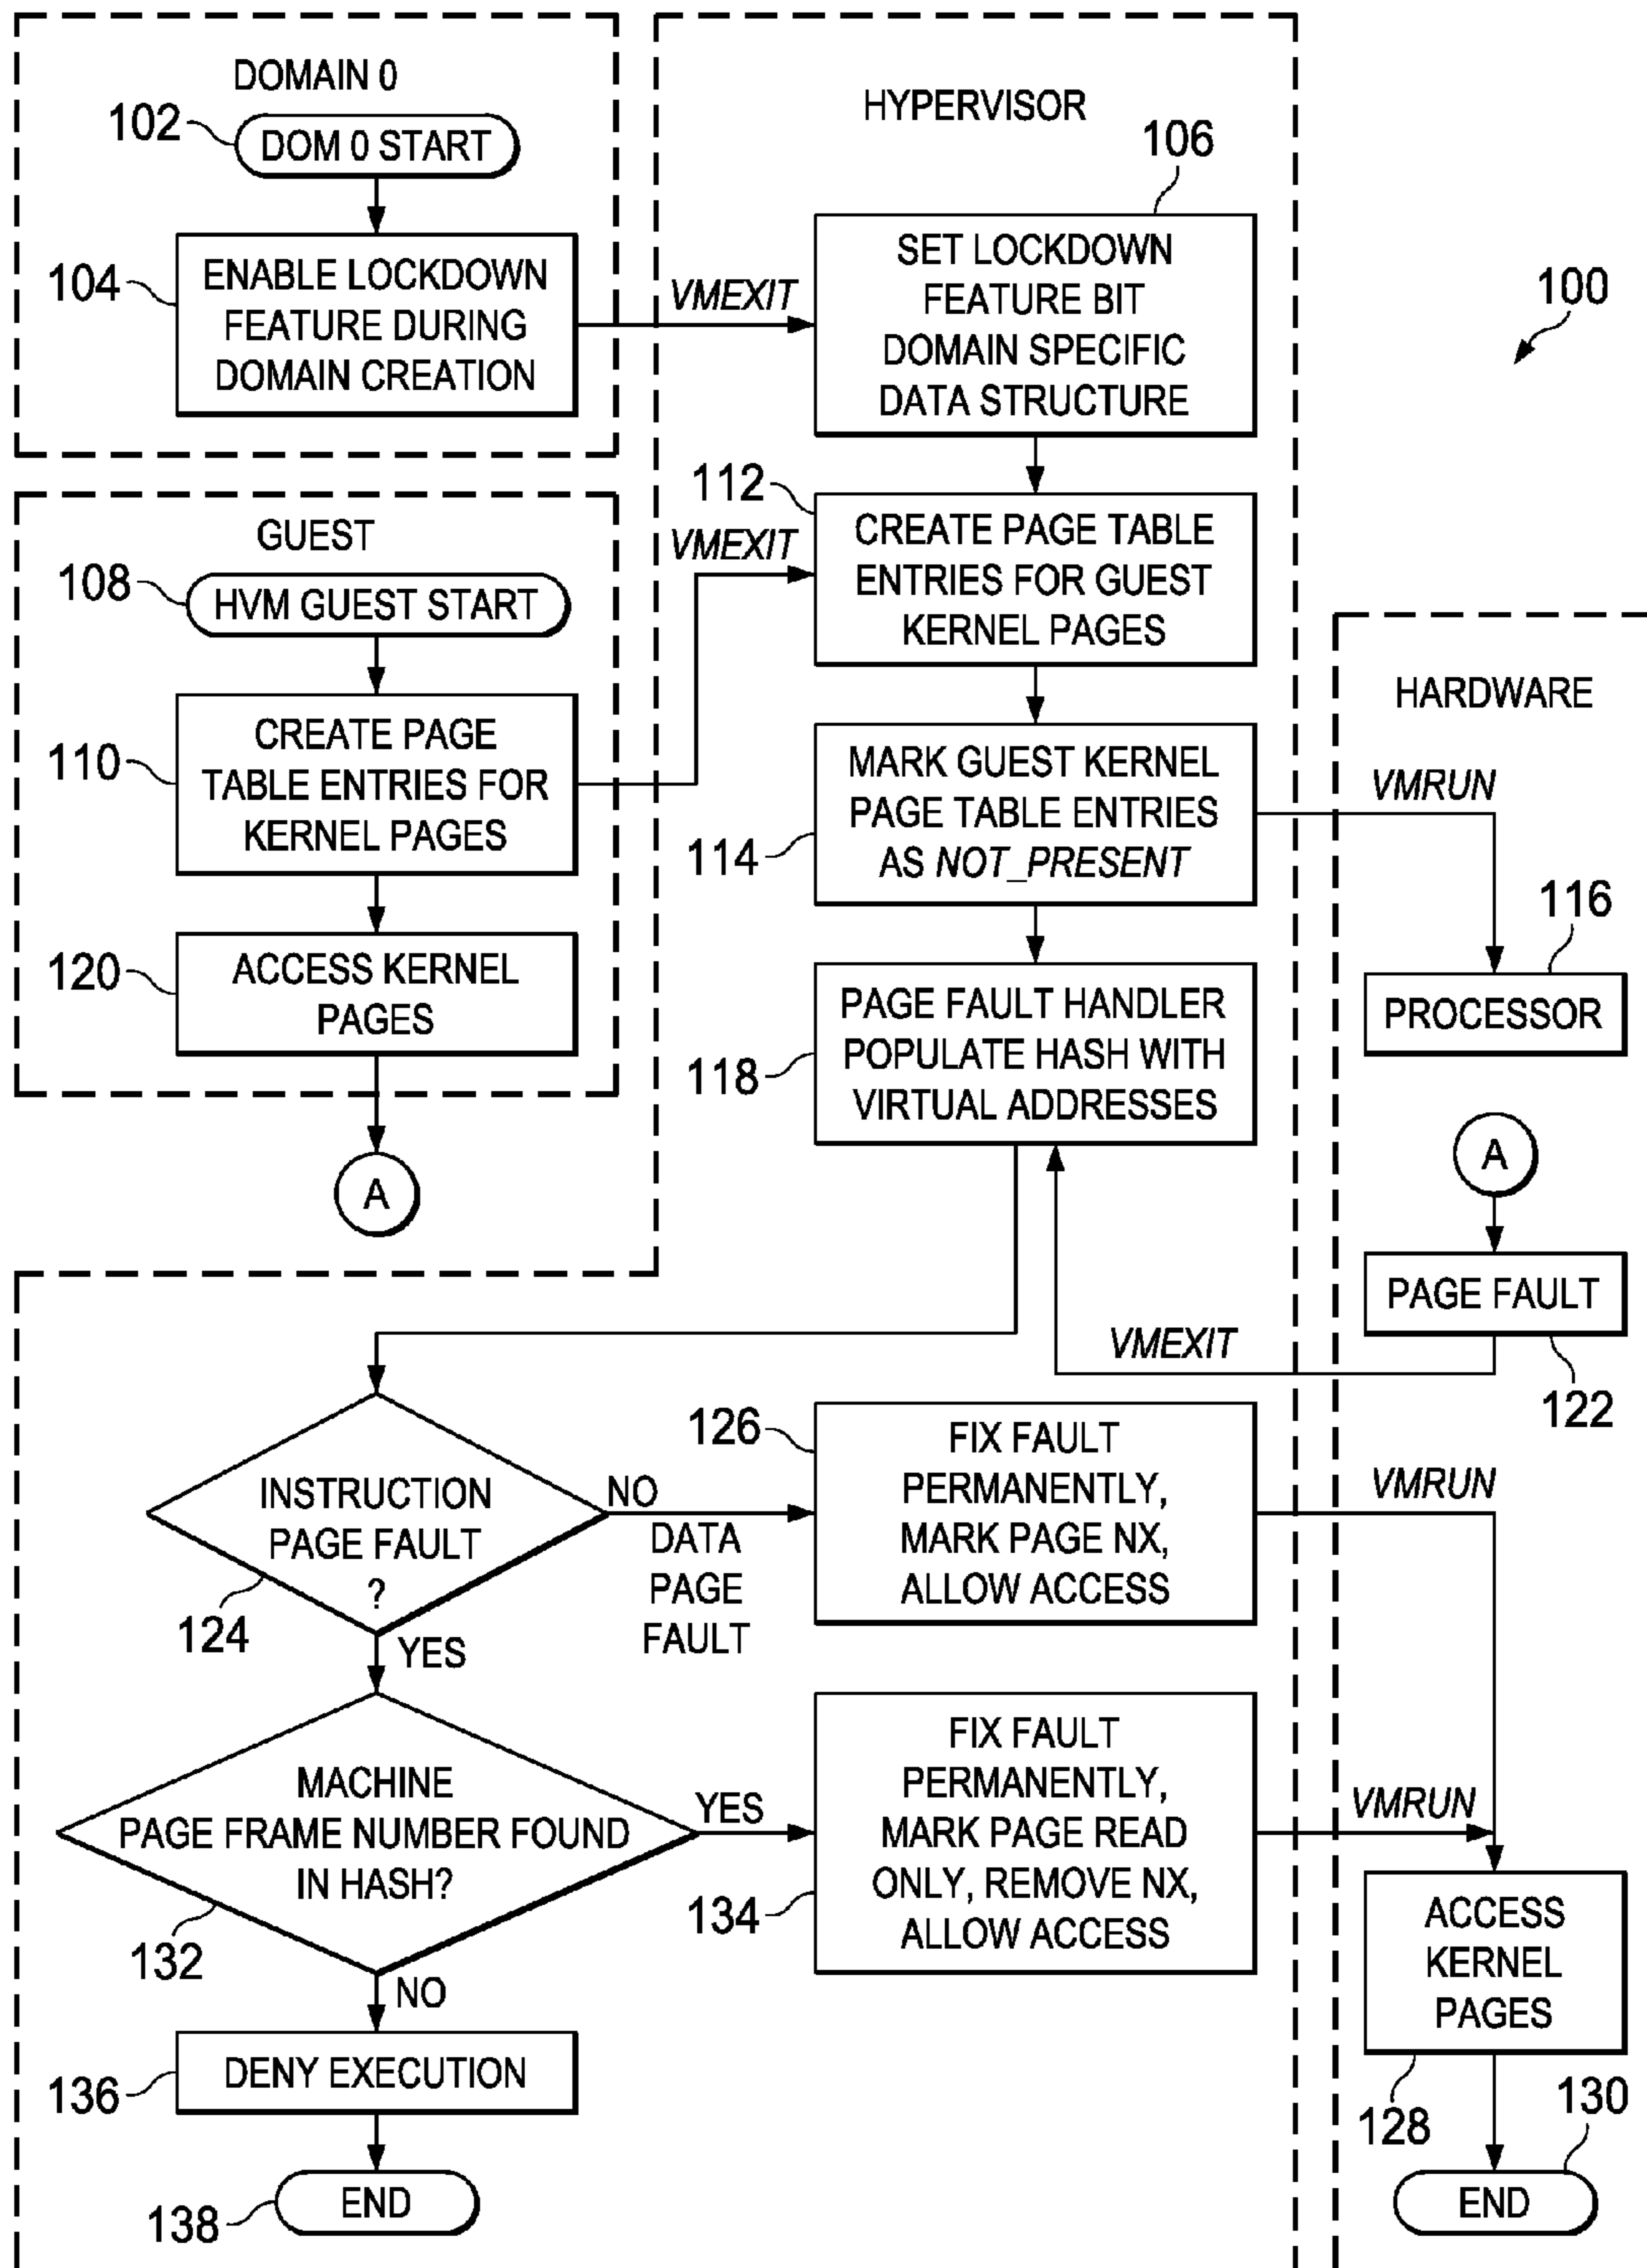 DOMAIN 0
102
DOM 0 START
104
ENABLE LOCKDOWN
FEATURE DURING
DOMAIN CREATION
VMEXIT
HYPERVISOR
106
SET LOCKDOWN
FEATURE BIT
DOMAIN SPECIFIC
DATA STRUCTURE
100
GUEST
108
HVM GUEST START
110
CREATE PAGE
TABLE ENTRIES FOR
KERNEL PAGES
120
ACCESS KERNEL
PAGES
A
VMEXIT
112
CREATE PAGE TABLE
ENTRIES FOR GUEST
KERNEL PAGES
114
MARK GUEST KERNEL
PAGE TABLE ENTRIES
AS NOT_PRESENT
118
PAGE FAULT HANDLER
POPULATE HASH WITH
VIRTUAL ADDRESSES
HARDWARE
VMRUN
116
PROCESSOR
A
PAGE FAULT
122
VMEXIT
INSTRUCTION
PAGE FAULT
?
124
NO
DATA
PAGE
FAULT
YES
126
FIX FAULT
PERMANENTLY,
MARK PAGE NX,
ALLOW ACCESS
VMRUN
MACHINE
PAGE FRAME NUMBER FOUND
IN HASH?
132
YES
NO
134
FIX FAULT
PERMANENTLY,
MARK PAGE READ
ONLY, REMOVE NX,
ALLOW ACCESS
VMRUN
ACCESS
KERNEL
PAGES
128
130
END
136
DENY EXECUTION
138
END